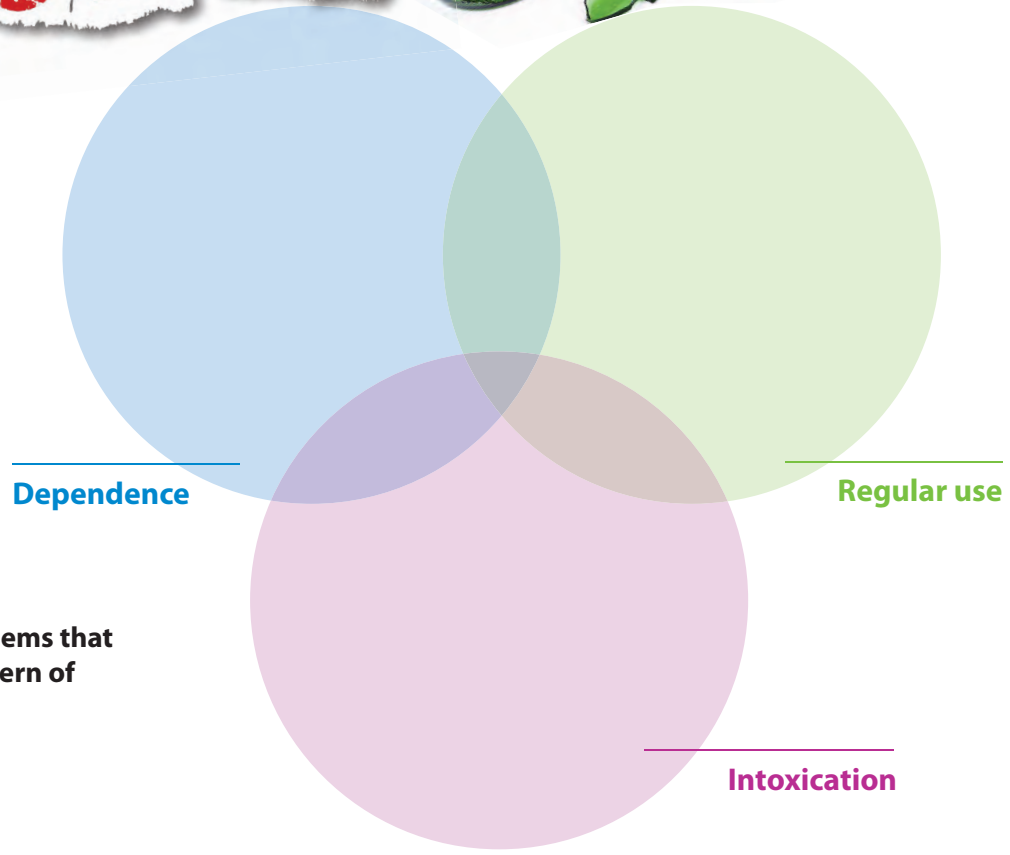 Dependence
Regular use
ems that
ern of
Intoxication